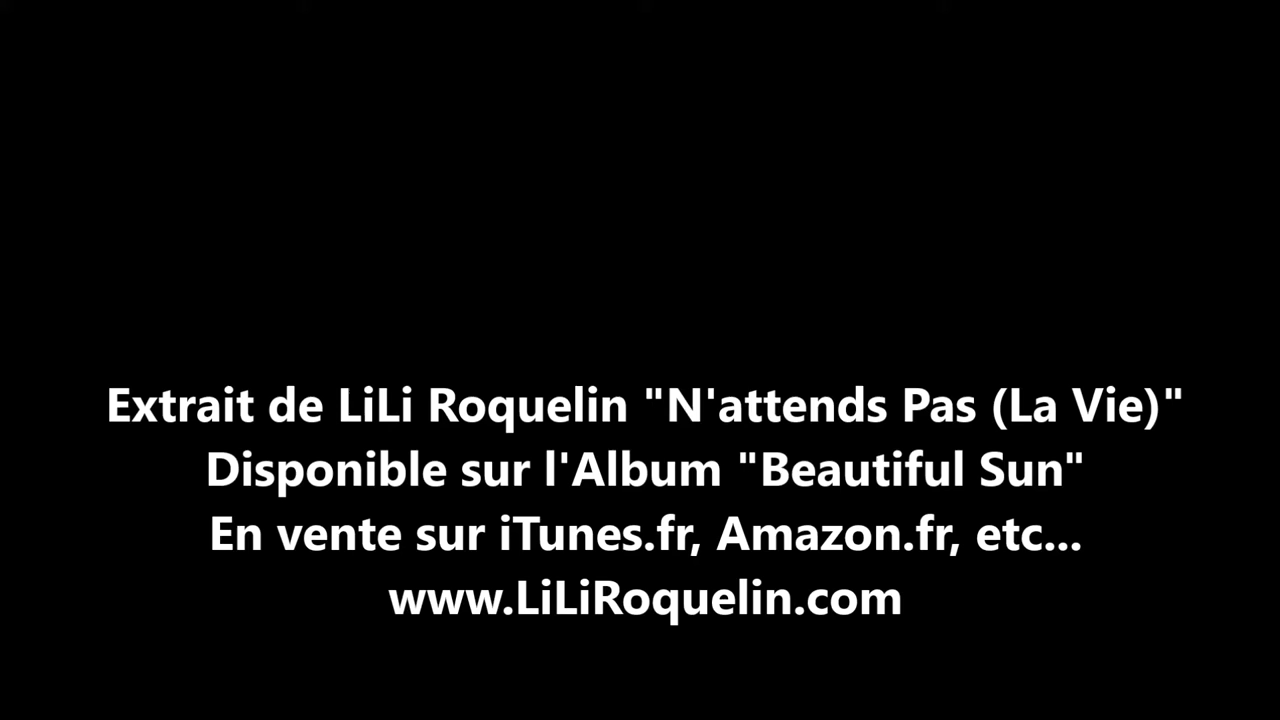 Extrait de LiLi Roquelin "N'attends Pas (La Vie)"
Disponible sur l'Album "Beautiful Sun"
En vente sur iTunes.fr, Amazon.fr, etc...
www.LiLiRoquelin.com